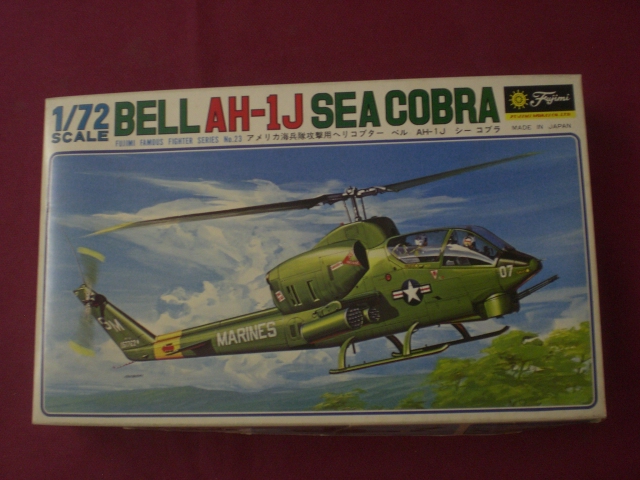 1/72 SCALE BELL AH-1J SEA COBRA
Fujimi
FUJIMI FAMOUS FIGHTER SERIES No.23 アメリカ海兵隊攻撃用ヘリコプター ベル AH-1J シー コブラ
MADE IN JAPAN
07
MARINES
SM